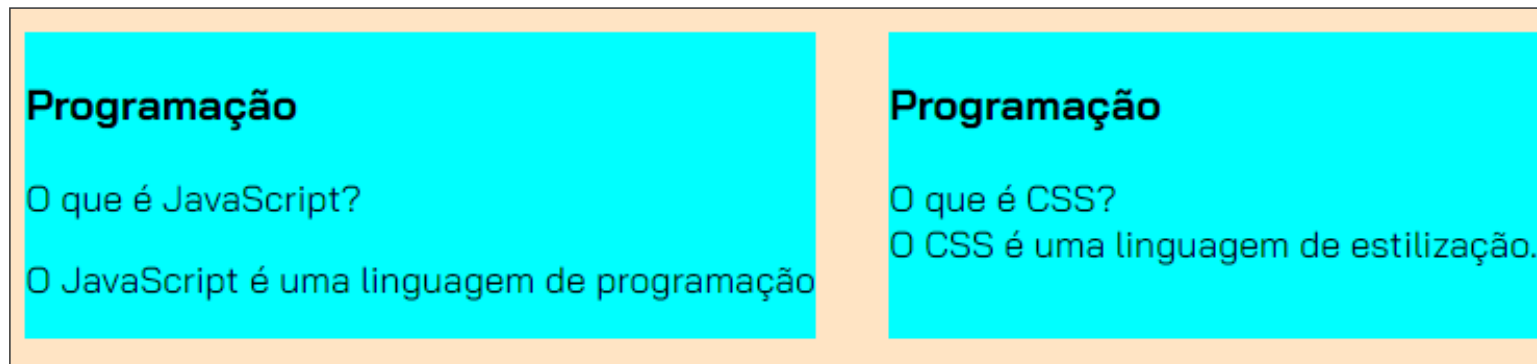 Programação
O que é JavaScript?
O JavaScript é uma linguagem de programação
Programação
O que é CSS?
O CSS é uma linguagem de estilização.